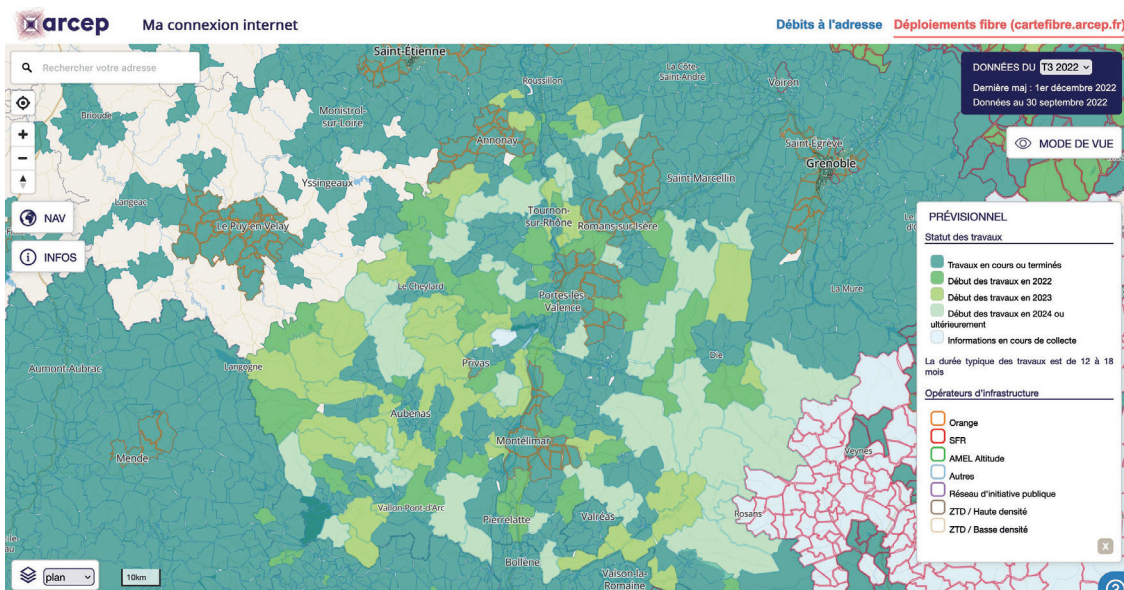 arcep
Ma connexion internet
Débits à l'adresse
Déploiements fibre (cartefibre.arcep.fr)
Rechercher votre adresse
DONNÉES DU T3 2022
Dernière maj : 1er décembre 2022
Données au 30 septembre 2022
MODE DE VUE
+
−
NAV
INFOS
Saint-Étienne
Roussillon
La Côte-
Saint-André
Voiron
Brioude
Monistrol-
sur-Loire
Annonay
Saint-Égrève
Grenoble
Yssingeaux
Saint-Marcellin
Langeac
Le Puy-en-Velay
Tournon-
sur-Rhône
Romans-sur-Isère
Le Cheylard
Portes-lès
Valence
La Mure
Aumont-Aubrac
Langogne
Privas
Die
Aubenas
Mende
Montélimar
Veynes
Vallon-Pont-d'Arc
Pierrelatte
Valréas
Rosans
Bollène
Vaison-la-
Romaine
PRÉVISIONNEL
Statut des travaux
Travaux en cours ou terminés
Début des travaux en 2022
Début des travaux en 2023
Début des travaux en 2024 ou
ultérieurement
Informations en cours de collecte
La durée typique des travaux est de 12 à 18
mois
Opérateurs d'infrastructure
Orange
SFR
AMEL Altitude
Autres
Réseau d'initiative publique
ZTD / Haute densité
ZTD / Basse densité
X
plan
10km
?